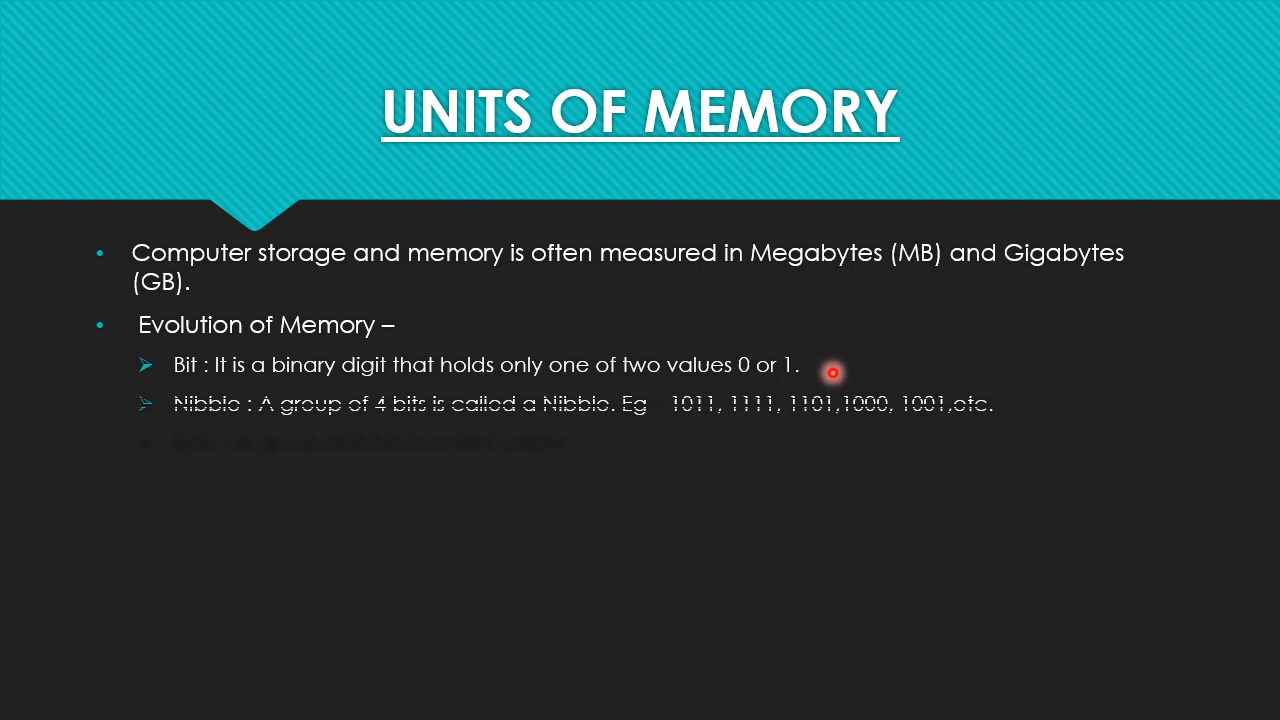 UNITS OF MEMORY
• Computer storage and memory is often measured in Megabytes (MB) and Gigabytes
(GB).
• Evolution of Memory –
➢ Bit : It is a binary digit that holds only one of two values 0 or 1.
➢ Nibble : A group of 4 bits is called a Nibble. Eg – 1011, 1111, 1101,1000, 1001,etc.